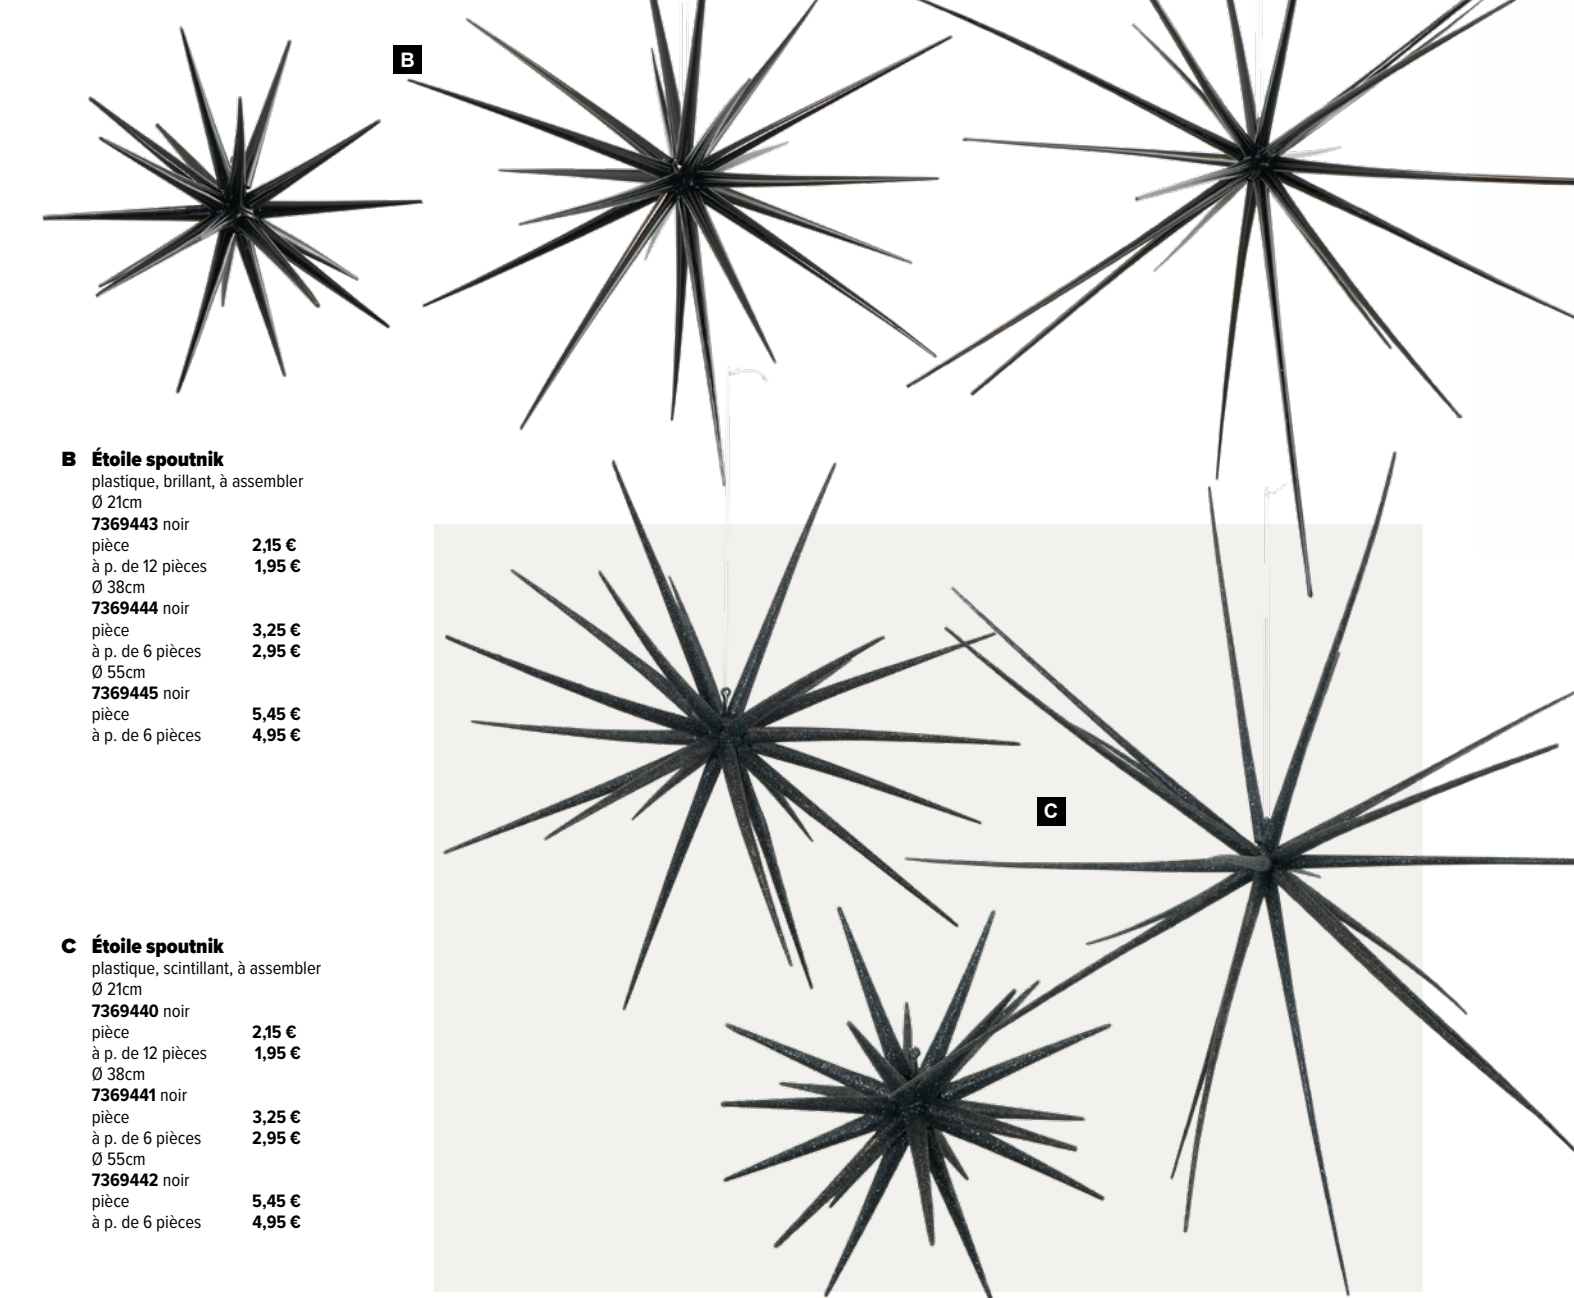 B
B Étoile spoutnik
plastique, brillant, à assembler
Ø 21cm
7369443 noir
pièce 2,15 €
à p. de 12 pièces 1,95 €
Ø 38cm
7369444 noir
pièce 3,25 €
à p. de 6 pièces 2,95 €
Ø 55cm
7369445 noir
pièce 5,45 €
à p. de 6 pièces 4,95 €
C
C Étoile spoutnik
plastique, scintillant, à assembler
Ø 21cm
7369440 noir
pièce 2,15 €
à p. de 12 pièces 1,95 €
Ø 38cm
7369441 noir
pièce 3,25 €
à p. de 6 pièces 2,95 €
Ø 55cm
7369442 noir
pièce 5,45 €
à p. de 6 pièces 4,95 €